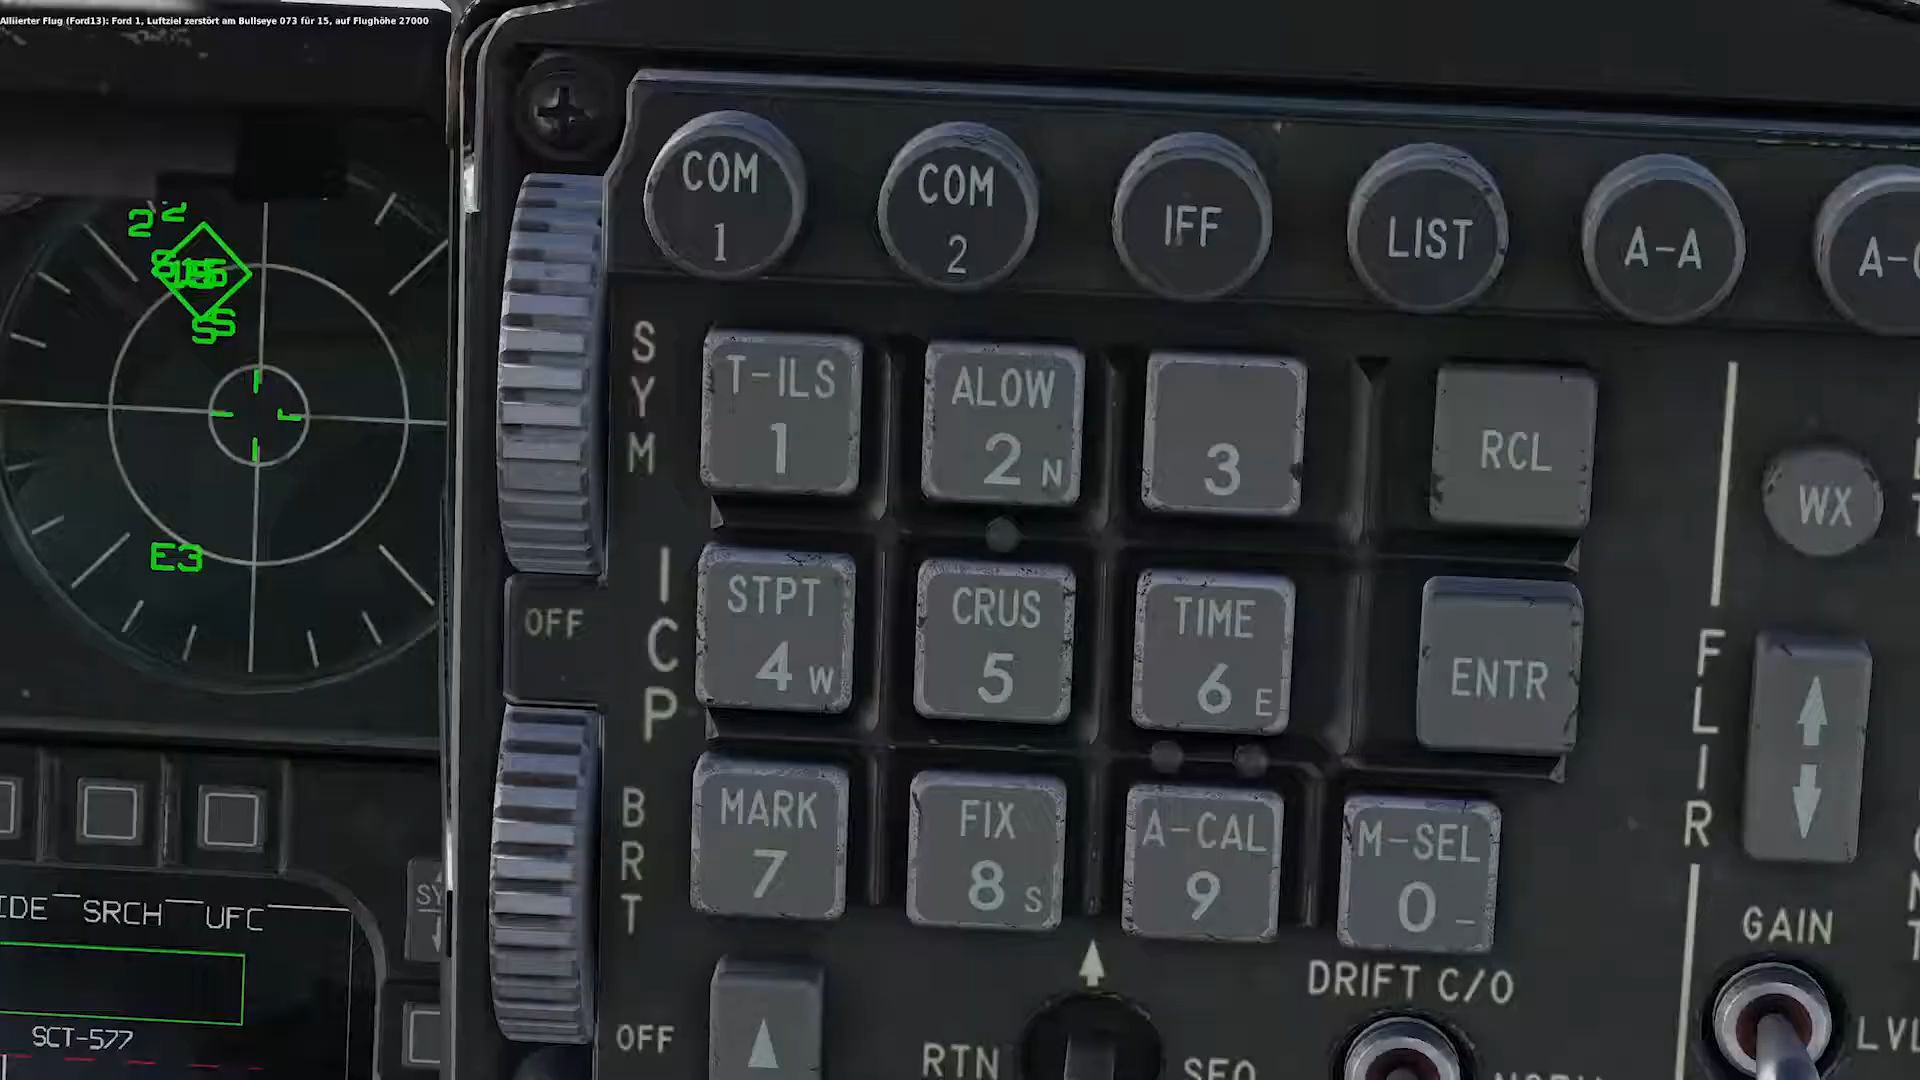 Alliierter Flug (Ford13): Ford 1, Luftziel zerstört am Bullseye 073 für 15, auf Flughöhe 27000
COM 1
COM 2
IFF
LIST
A-A
2 2
S
E3
SYM
T-ILS 1
ALOW 2 N
3
RCL
WX
OFF
ICP
STPT 4 W
CRUS 5
TIME 6 E
ENTR
FLIR
BRT
MARK 7
FIX 8 S
A-CAL 9
M-SEL 0 -
SRCH UFC
SCT-577
OFF
RTN
SEQ
DRIFT C/O
GAIN